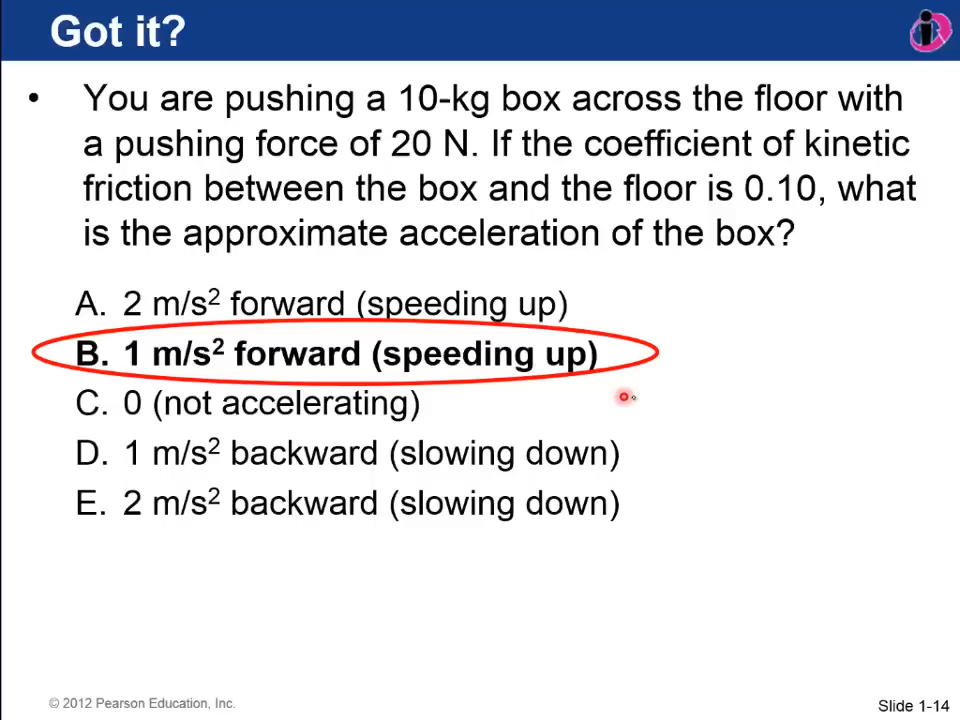 Got it?
• You are pushing a 10-kg box across the floor with
a pushing force of 20 N. If the coefficient of kinetic
friction between the box and the floor is 0.10, what
is the approximate acceleration of the box?
A. 2 m/s² forward (speeding up)
B. 1 m/s² forward (speeding up)
C. 0 (not accelerating)
D. 1 m/s² backward (slowing down)
E. 2 m/s² backward (slowing down)
© 2012 Pearson Education, Inc.
Slide 1-14